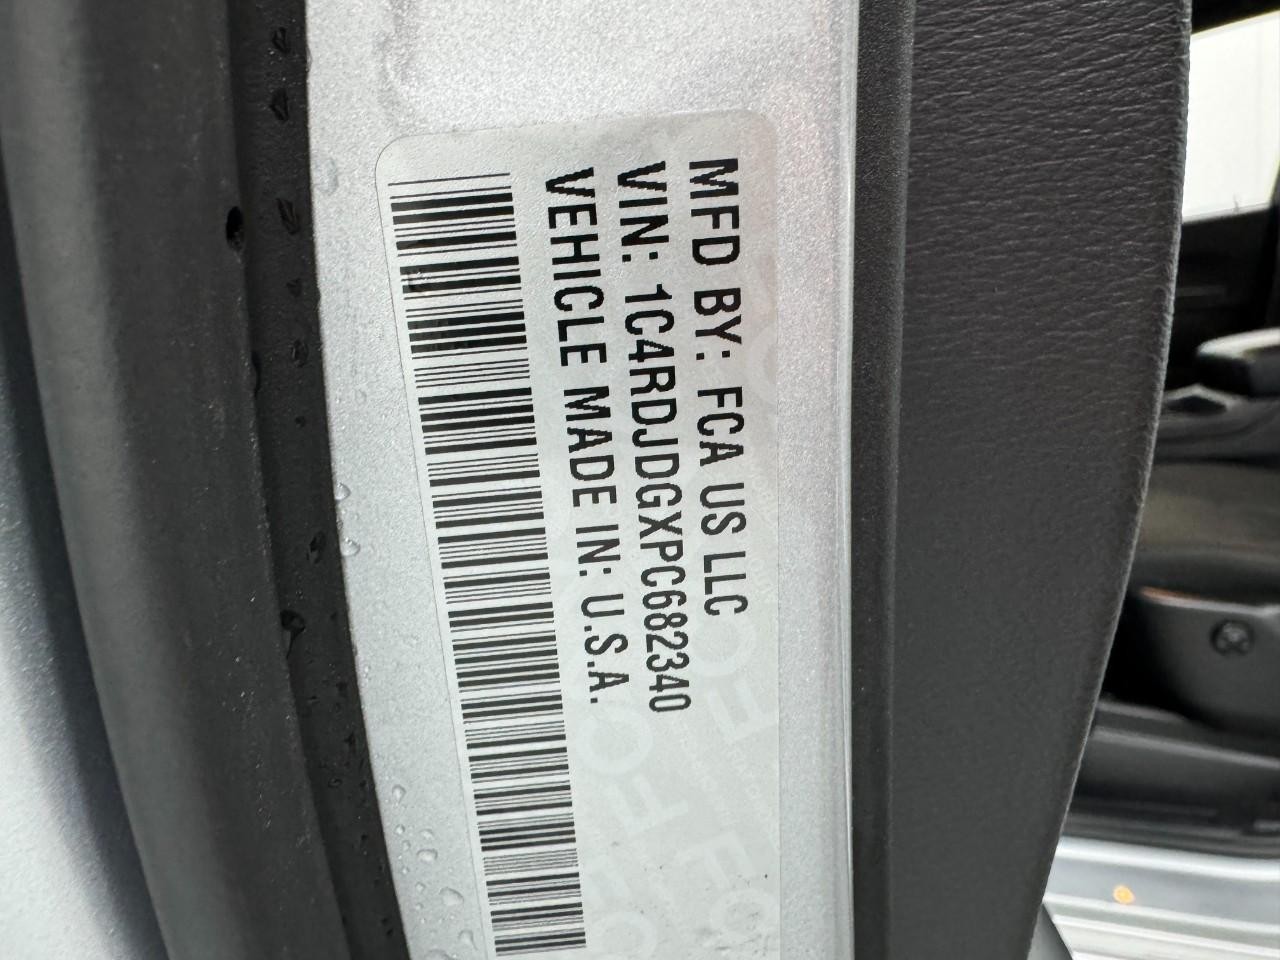 MFD BY: FCA US LLC
VIN: 1C4RDJDGXPC682340
VEHICLE MADE IN: U.S.A.